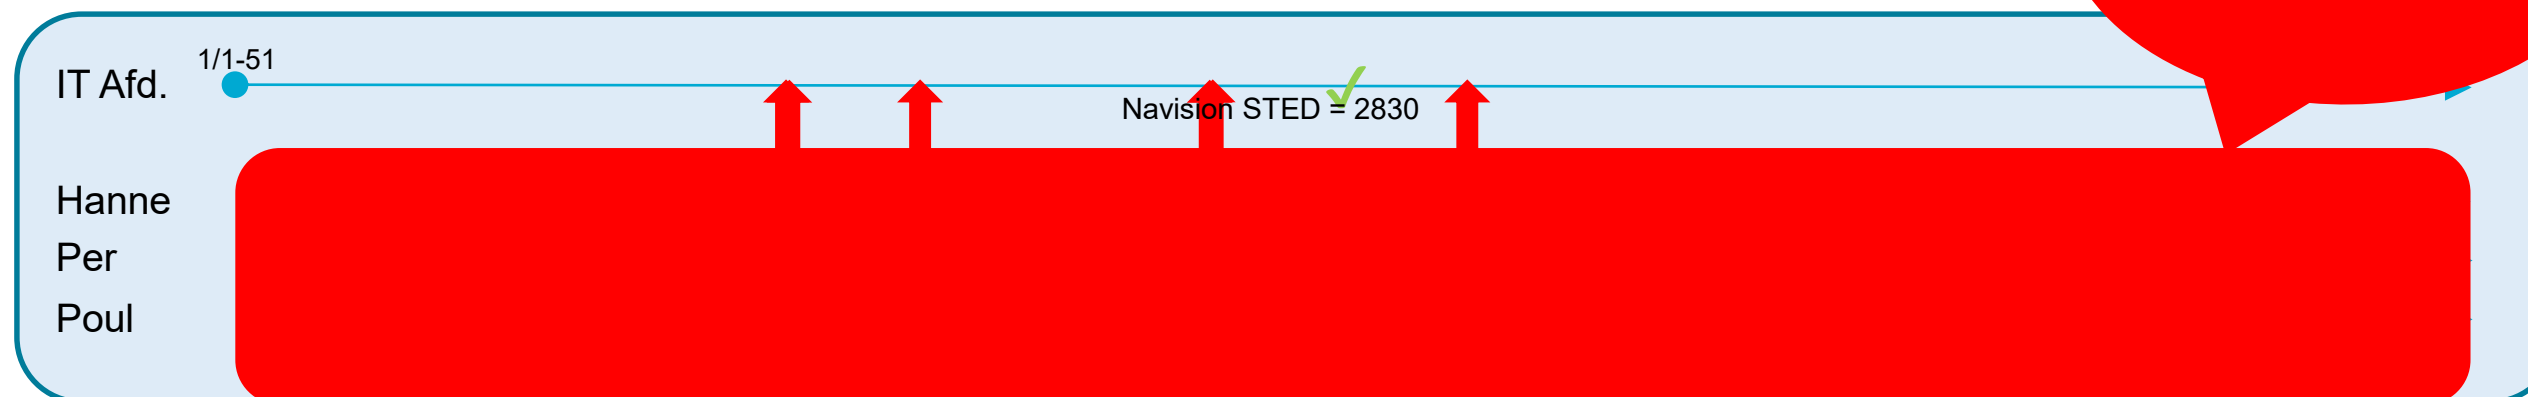 1/1-51
IT Afd.
Navision STED = 2830
Hanne
Per
Poul